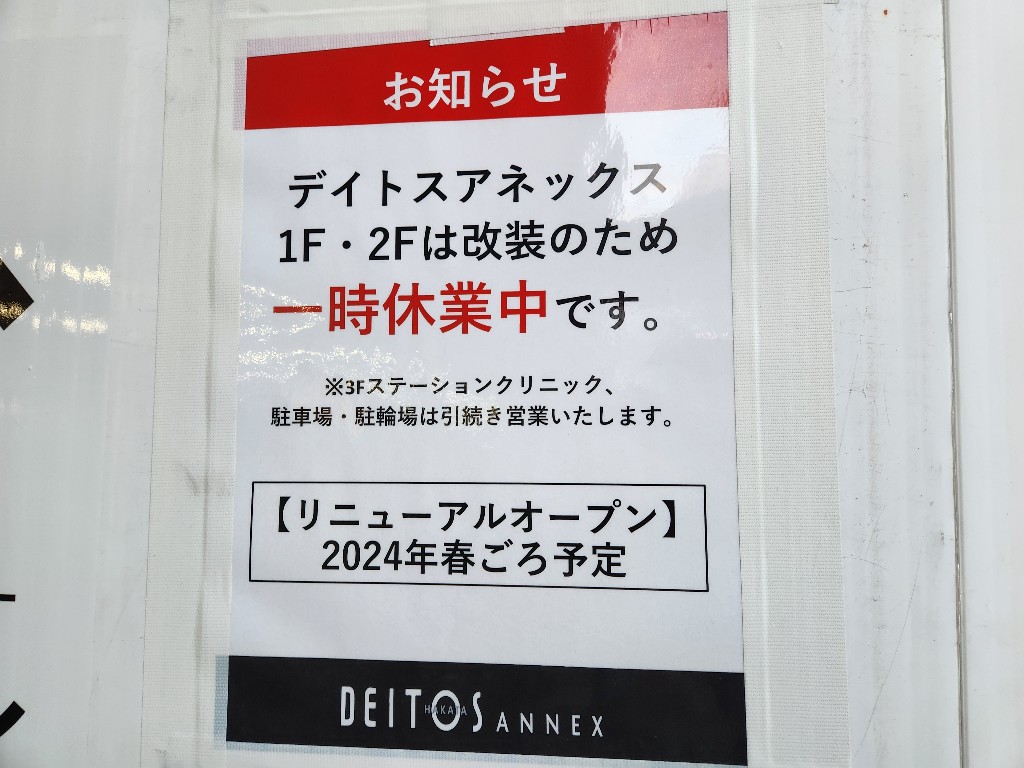 お知らせ
デイトスアネックス
1F・2Fは改装のため
一時休業中です。
※3Fステーションクリニック、
駐車場・駐輪場は引続き営業いたします。
【リニューアルオープン】
2024年春ごろ予定
DEITOS HAKATA ANNEX